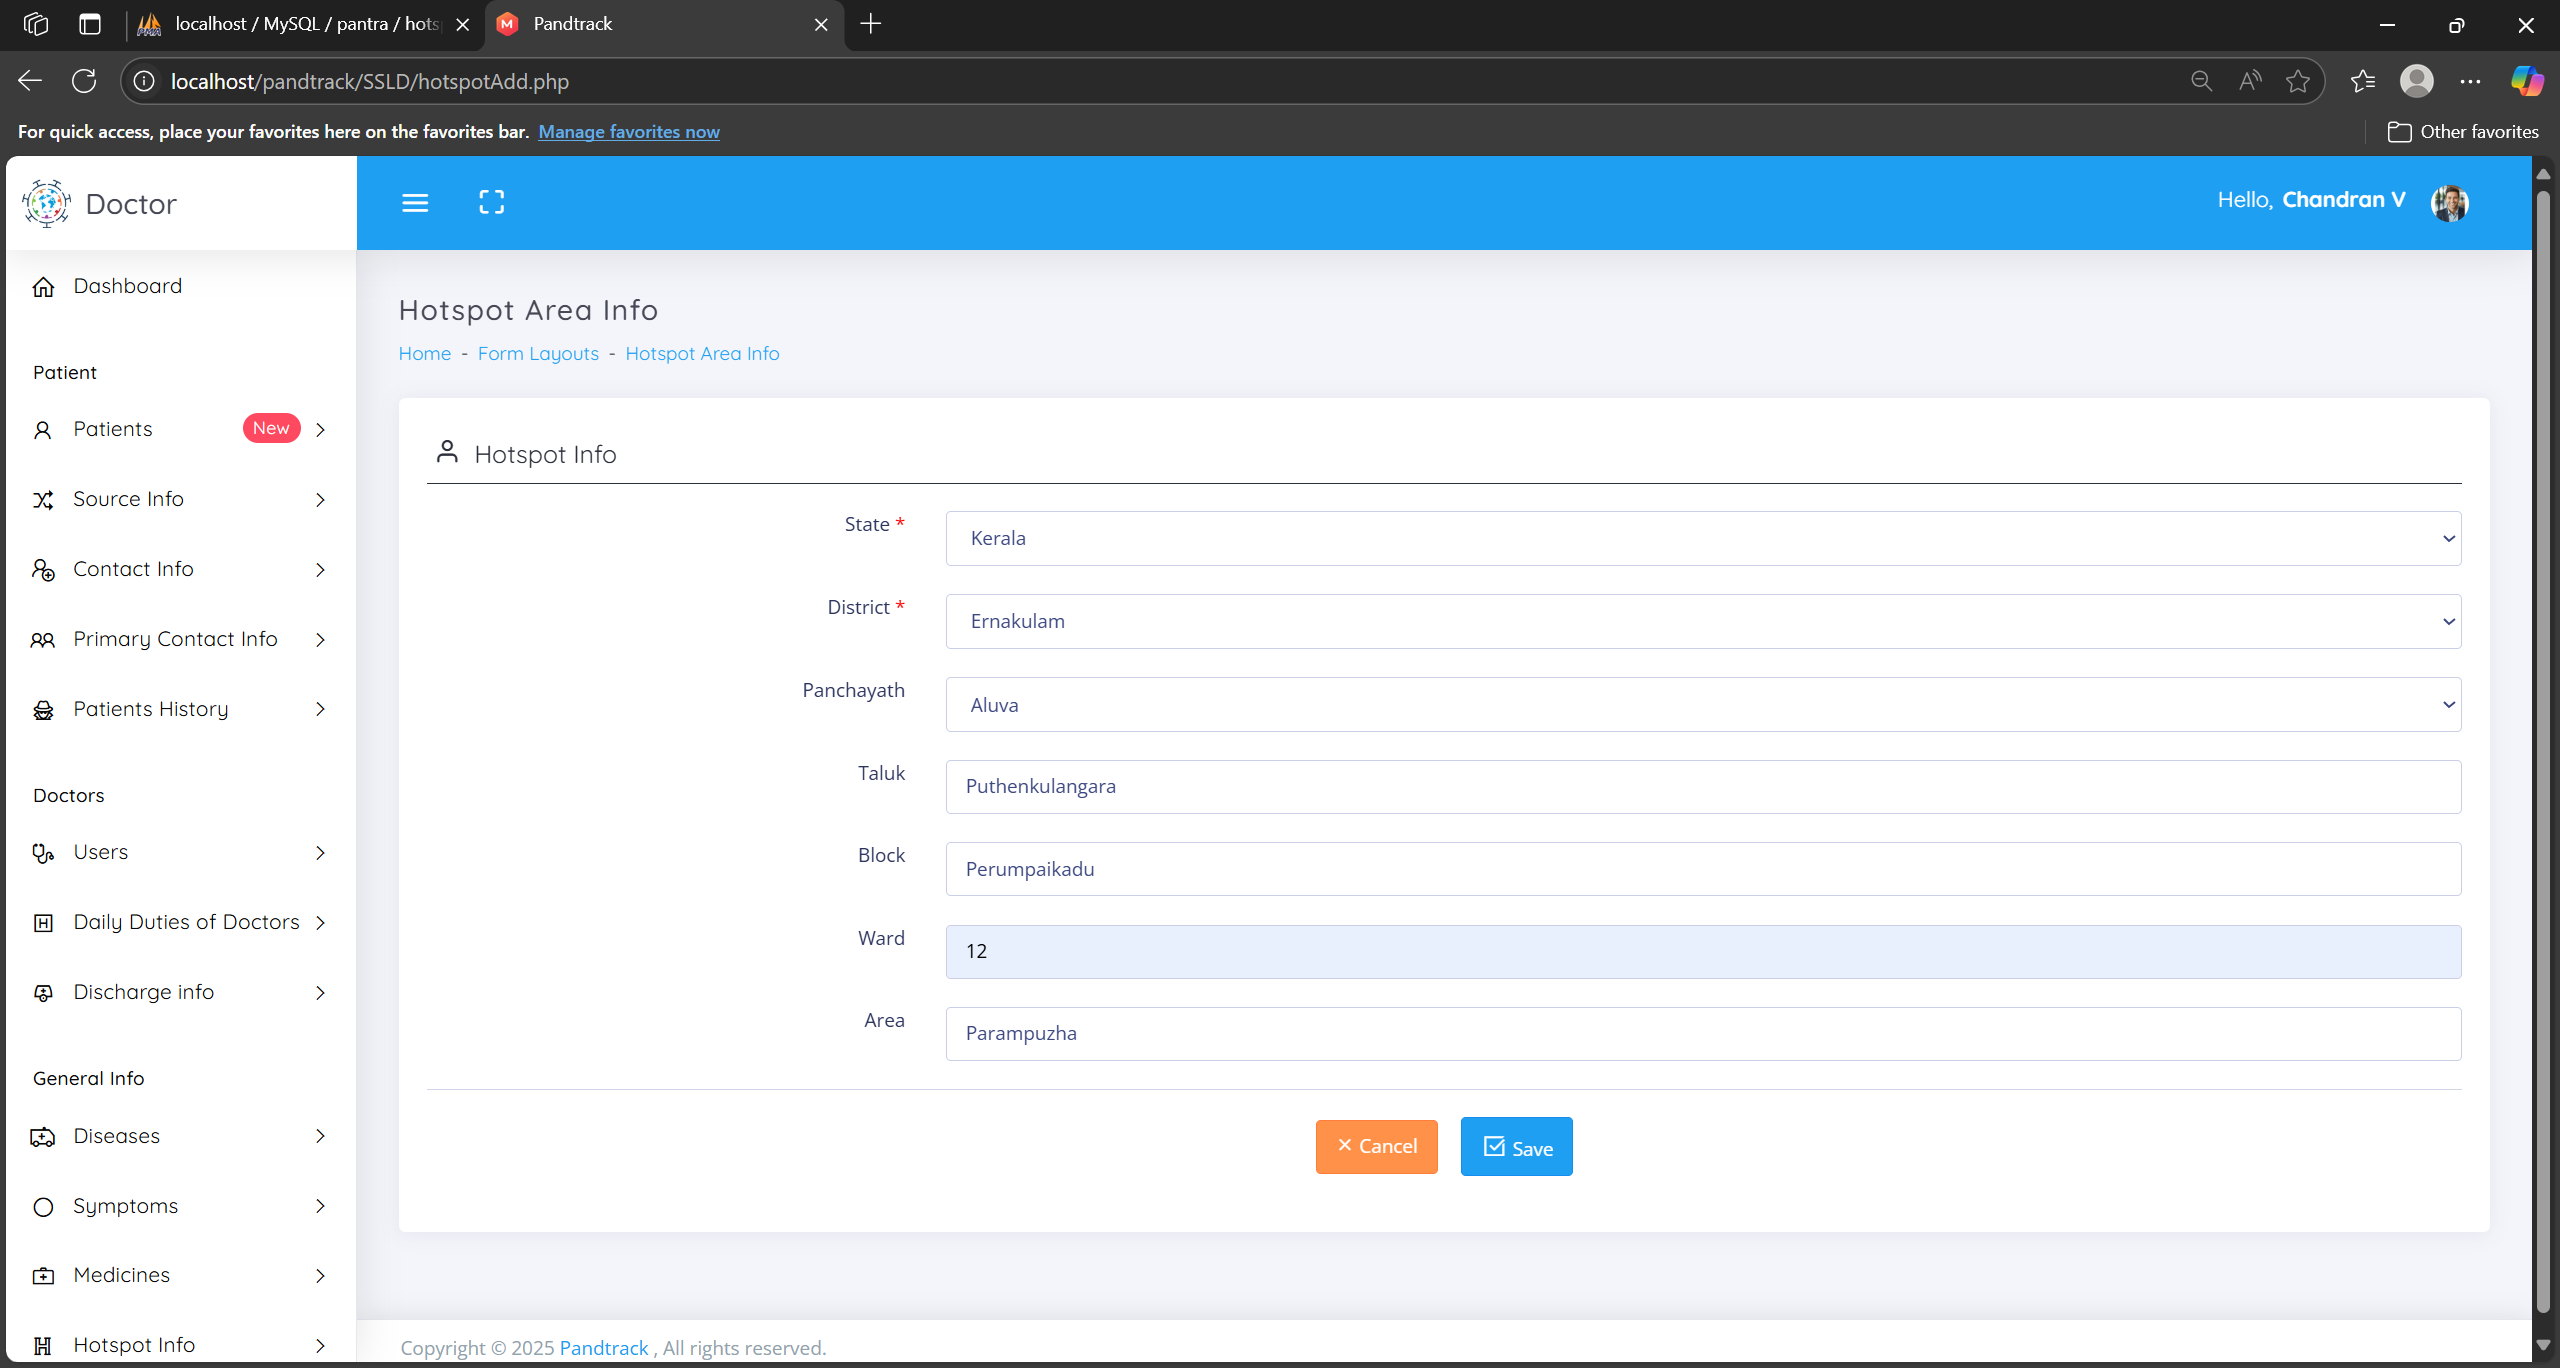 localhost / MySQL / pantra / hots
Pandtrack
localhost/pandtrack/SSLD/hotspotAdd.php
For quick access, place your favorites here on the favorites bar. Manage favorites now
Other favorites
Doctor
Hello, Chandran V
Dashboard
Patient
Patients New
Source Info
Contact Info
Primary Contact Info
Patients History
Doctors
Users
Daily Duties of Doctors
Discharge info
General Info
Diseases
Symptoms
Medicines
Hotspot Info
Hotspot Area Info
Home - Form Layouts - Hotspot Area Info
Hotspot Info
State * Kerala
District * Ernakulam
Panchayath Aluva
Taluk Puthenkulangara
Block Perumpaikadu
Ward 12
Area Parampuzha
Cancel Save
Copyright © 2025 Pandtrack , All rights reserved.